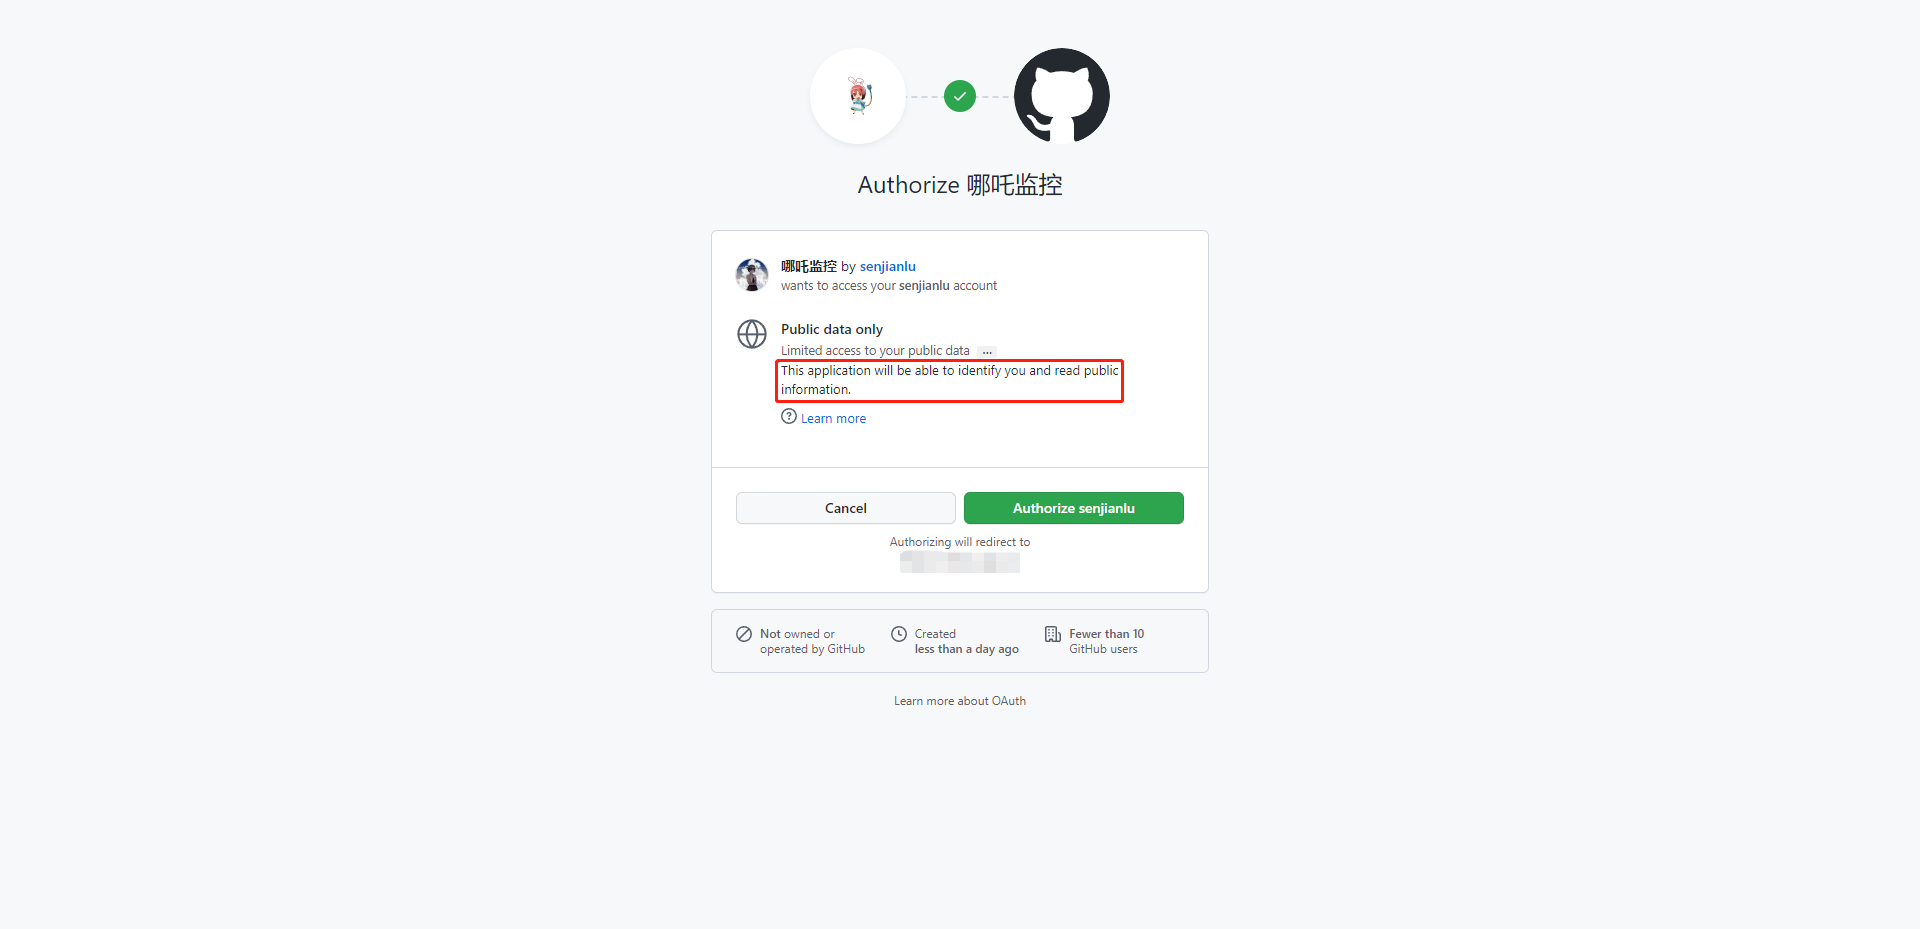 Authorize 哪吒监控
哪吒监控 by senjianlu
wants to access your senjianlu account
Public data only
Limited access to your public data ...
This application will be able to identify you and read public
information.
Learn more
Cancel
Authorize senjianlu
Authorizing will redirect to
Not owned or
operated by GitHub
Created
less than a day ago
Fewer than 10
GitHub users
Learn more about OAuth